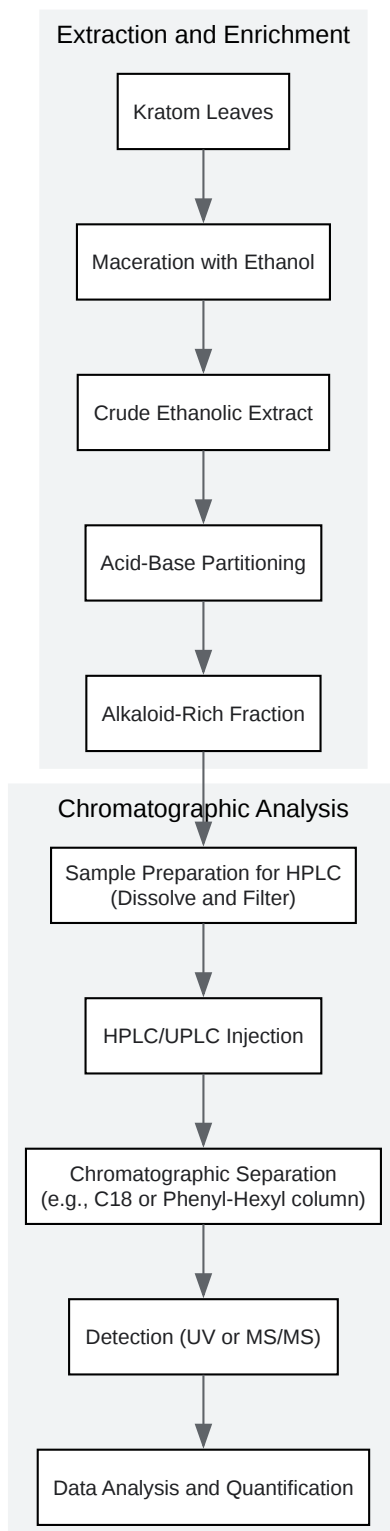 Extraction and Enrichment
Kratom Leaves
Maceration with Ethanol
Crude Ethanolic Extract
Acid-Base Partitioning
Alkaloid-Rich Fraction
Chromatographic Analysis
Sample Preparation for HPLC
(Dissolve and Filter)
HPLC/UPLC Injection
Chromatographic Separation
(e.g., C18 or Phenyl-Hexyl column)
Detection (UV or MS/MS)
Data Analysis and Quantification